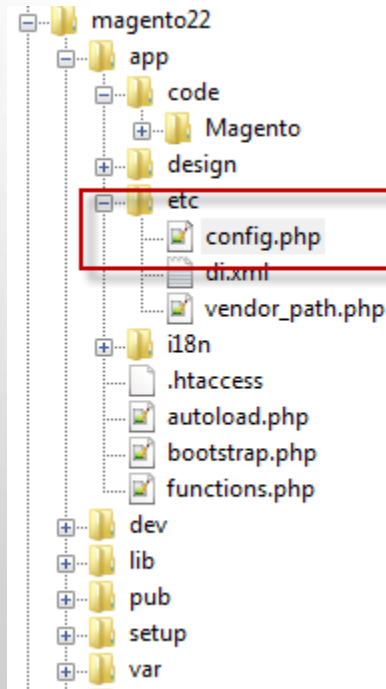 magento22
app
code
Magento
design
etc
config.php
di.xml
vendor_path.php
i18n
.htaccess
autoload.php
bootstrap.php
functions.php
dev
lib
pub
setup
var